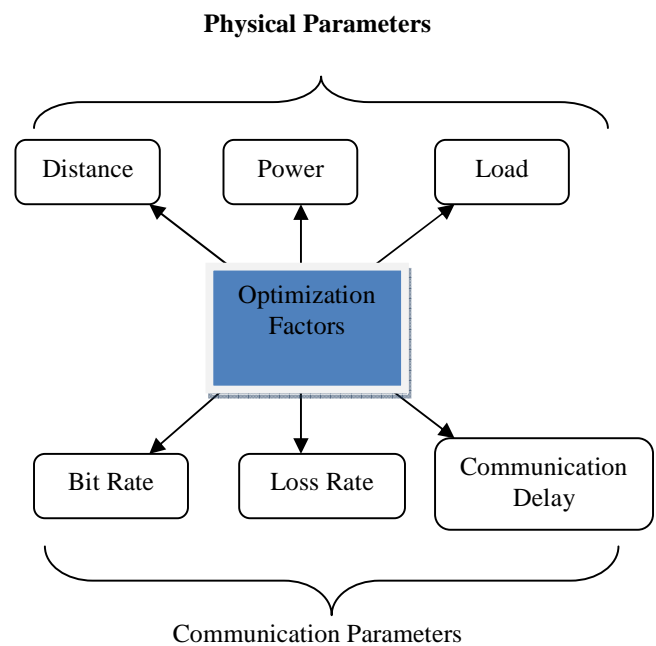 Physical Parameters
Distance
Power
Load
Optimization
Factors
Bit Rate
Loss Rate
Communication
Delay
Communication Parameters